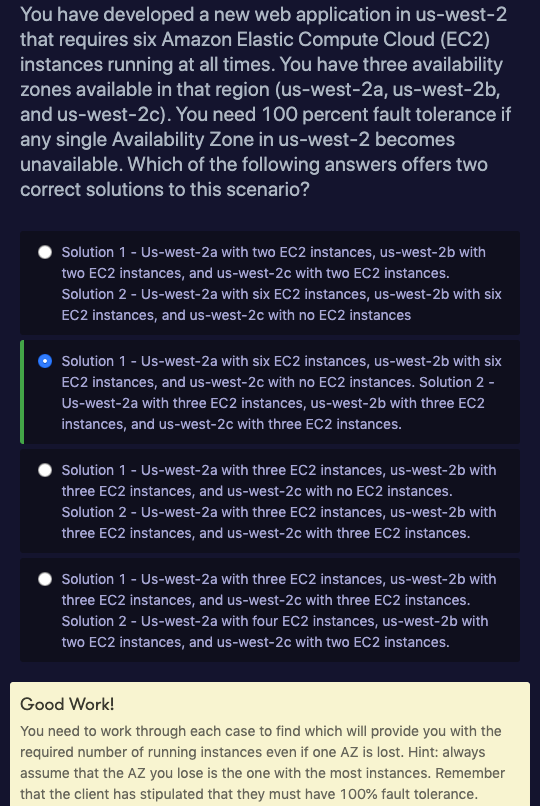 You have developed a new web application in us-west-2
that requires six Amazon Elastic Compute Cloud (EC2)
instances running at all times. You have three availability
zones available in that region (us-west-2a, us-west-2b,
and us-west-2c). You need 100 percent fault tolerance if
any single Availability Zone in us-west-2 becomes
unavailable. Which of the following answers offers two
correct solutions to this scenario?
Solution 1 - Us-west-2a with two EC2 instances, us-west-2b with
two EC2 instances, and us-west-2c with two EC2 instances.
Solution 2 - Us-west-2a with six EC2 instances, us-west-2b with six
EC2 instances, and us-west-2c with no EC2 instances
Solution 1 - Us-west-2a with six EC2 instances, us-west-2b with six
EC2 instances, and us-west-2c with no EC2 instances. Solution 2 -
Us-west-2a with three EC2 instances, us-west-2b with three EC2
instances, and us-west-2c with three EC2 instances.
Solution 1 - Us-west-2a with three EC2 instances, us-west-2b with
three EC2 instances, and us-west-2c with no EC2 instances.
Solution 2 - Us-west-2a with three EC2 instances, us-west-2b with
three EC2 instances, and us-west-2c with three EC2 instances.
Solution 1 - Us-west-2a with three EC2 instances, us-west-2b with
three EC2 instances, and us-west-2c with three EC2 instances.
Solution 2 - Us-west-2a with four EC2 instances, us-west-2b with
two EC2 instances, and us-west-2c with two EC2 instances.
Good Work!
You need to work through each case to find which will provide you with the
required number of running instances even if one AZ is lost. Hint: always
assume that the AZ you lose is the one with the most instances. Remember
that the client has stipulated that they must have 100% fault tolerance.